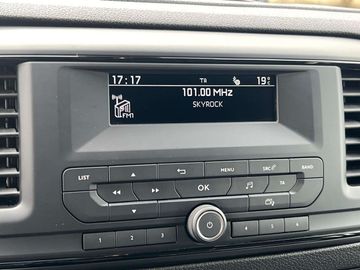 17:17 TA 19°
101.00 MHz
FM1 SKYROCK
LIST MENU SRC BAND
OK TA
1 2 3 4 5 6